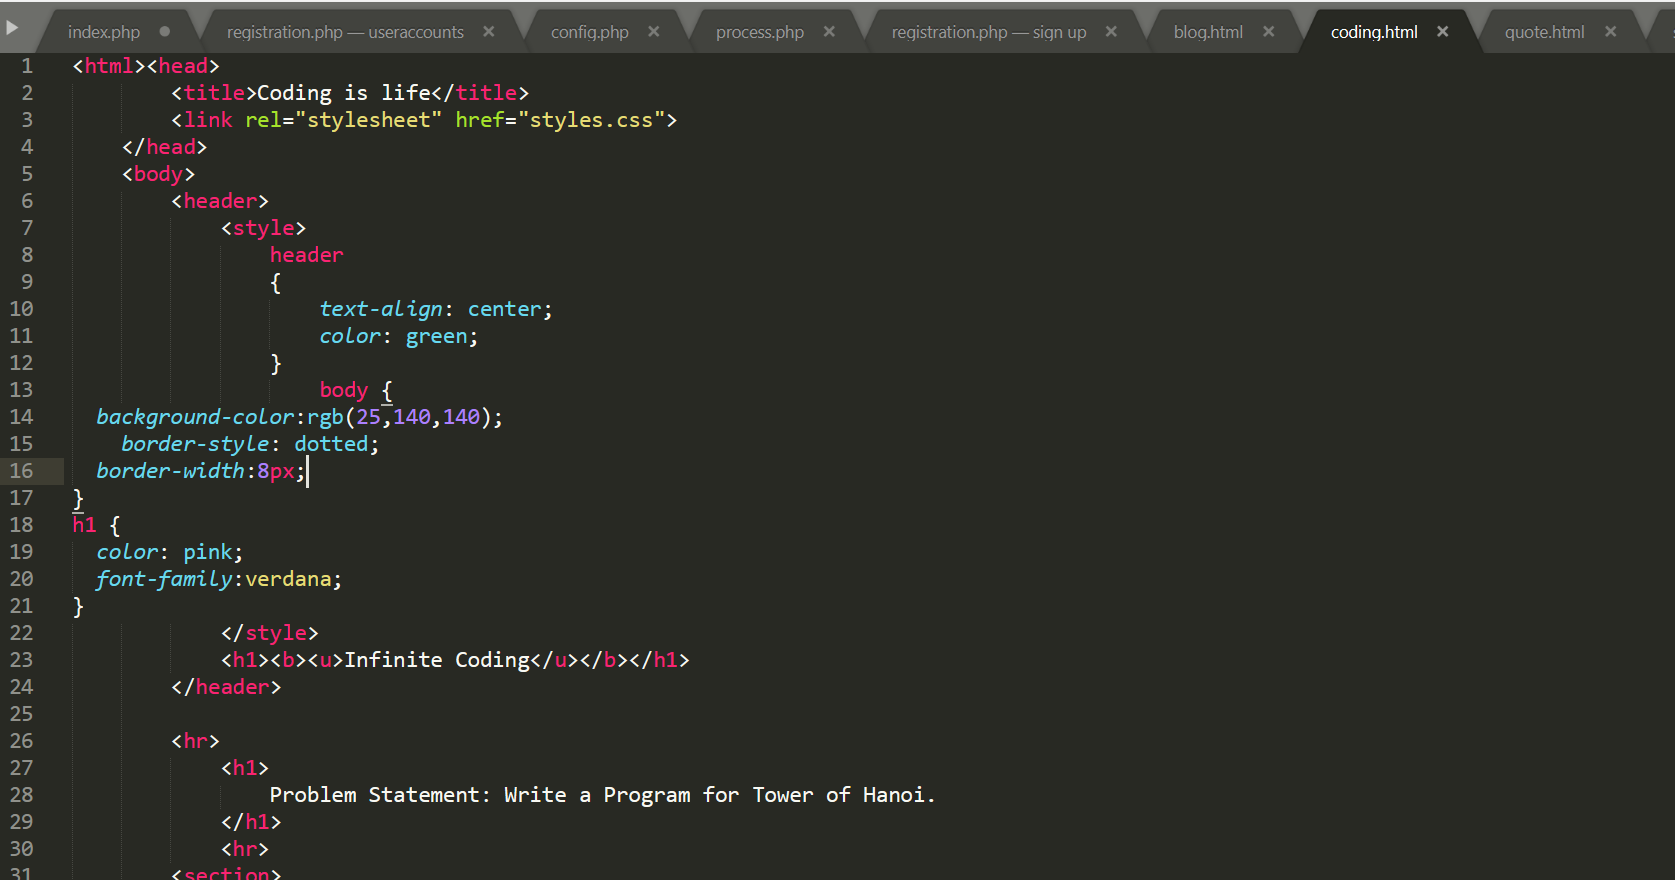 index.php registration.php — useraccounts config.php process.php registration.php — sign up blog.html coding.html quote.html
1 <html><head>
2 <title>Coding is life</title>
3 <link rel="stylesheet" href="styles.css">
4 </head>
5 <body>
6 <header>
7 <style>
8 header
9 {
10 text-align: center;
11 color: green;
12 }
13 body {
14 background-color:rgb(25,140,140);
15 border-style: dotted;
16 border-width:8px;
17 }
18 h1 {
19 color: pink;
20 font-family:verdana;
21 }
22 </style>
23 <h1><b><u>Infinite Coding</u></b></h1>
24 </header>
25
26 <hr>
27 <h1>
28 Problem Statement: Write a Program for Tower of Hanoi.
29 </h1>
30 <hr>
31 <section>